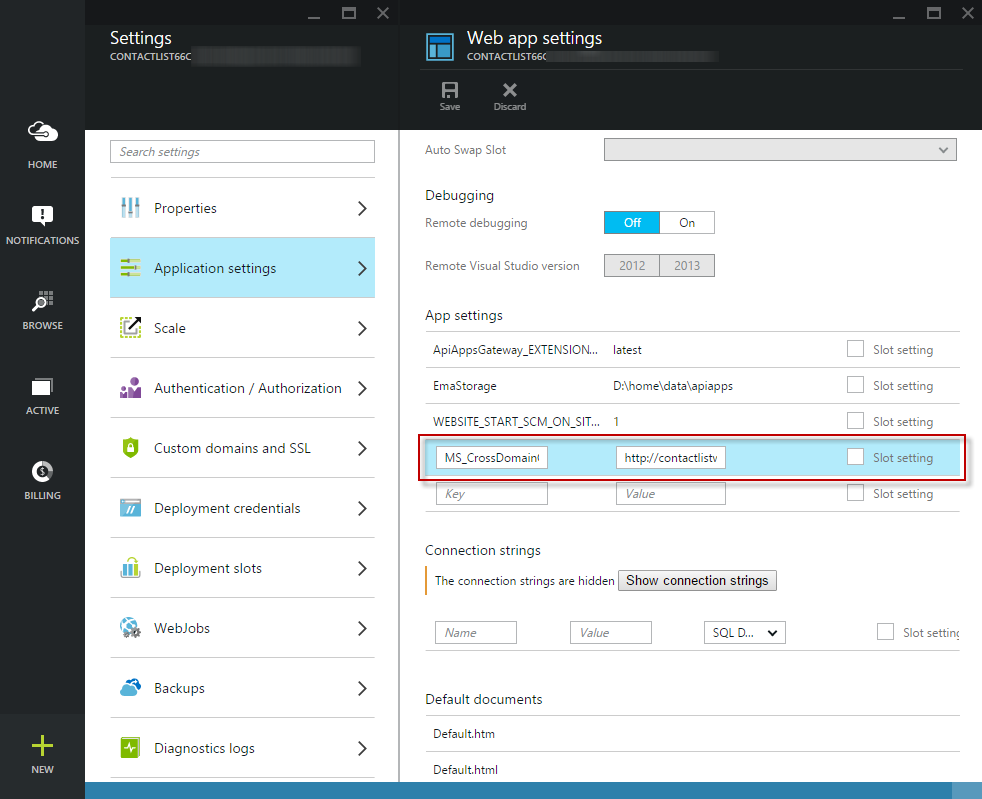 HOME
NOTIFICATIONS
BROWSE
ACTIVE
BILLING
NEW
Settings
CONTACTLIST66C
Search settings
Properties
Application settings
Scale
Authentication / Authorization
Custom domains and SSL
Deployment credentials
Deployment slots
WebJobs
Backups
Diagnostics logs
Web app settings
CONTACTLIST66C
Save Discard
Auto Swap Slot
Debugging
Remote debugging Off On
Remote Visual Studio version 2012 2013
App settings
ApiAppsGateway_EXTENSION... latest Slot setting
EmaStorage D:\home\data\apiapps Slot setting
WEBSITE_START_SCM_ON_SIT... 1 Slot setting
MS_CrossDomain http://contactlist Slot setting
Key Value Slot setting
Connection strings
The connection strings are hidden Show connection strings
Name Value SQL D... Slot setting
Default documents
Default.htm
Default.html